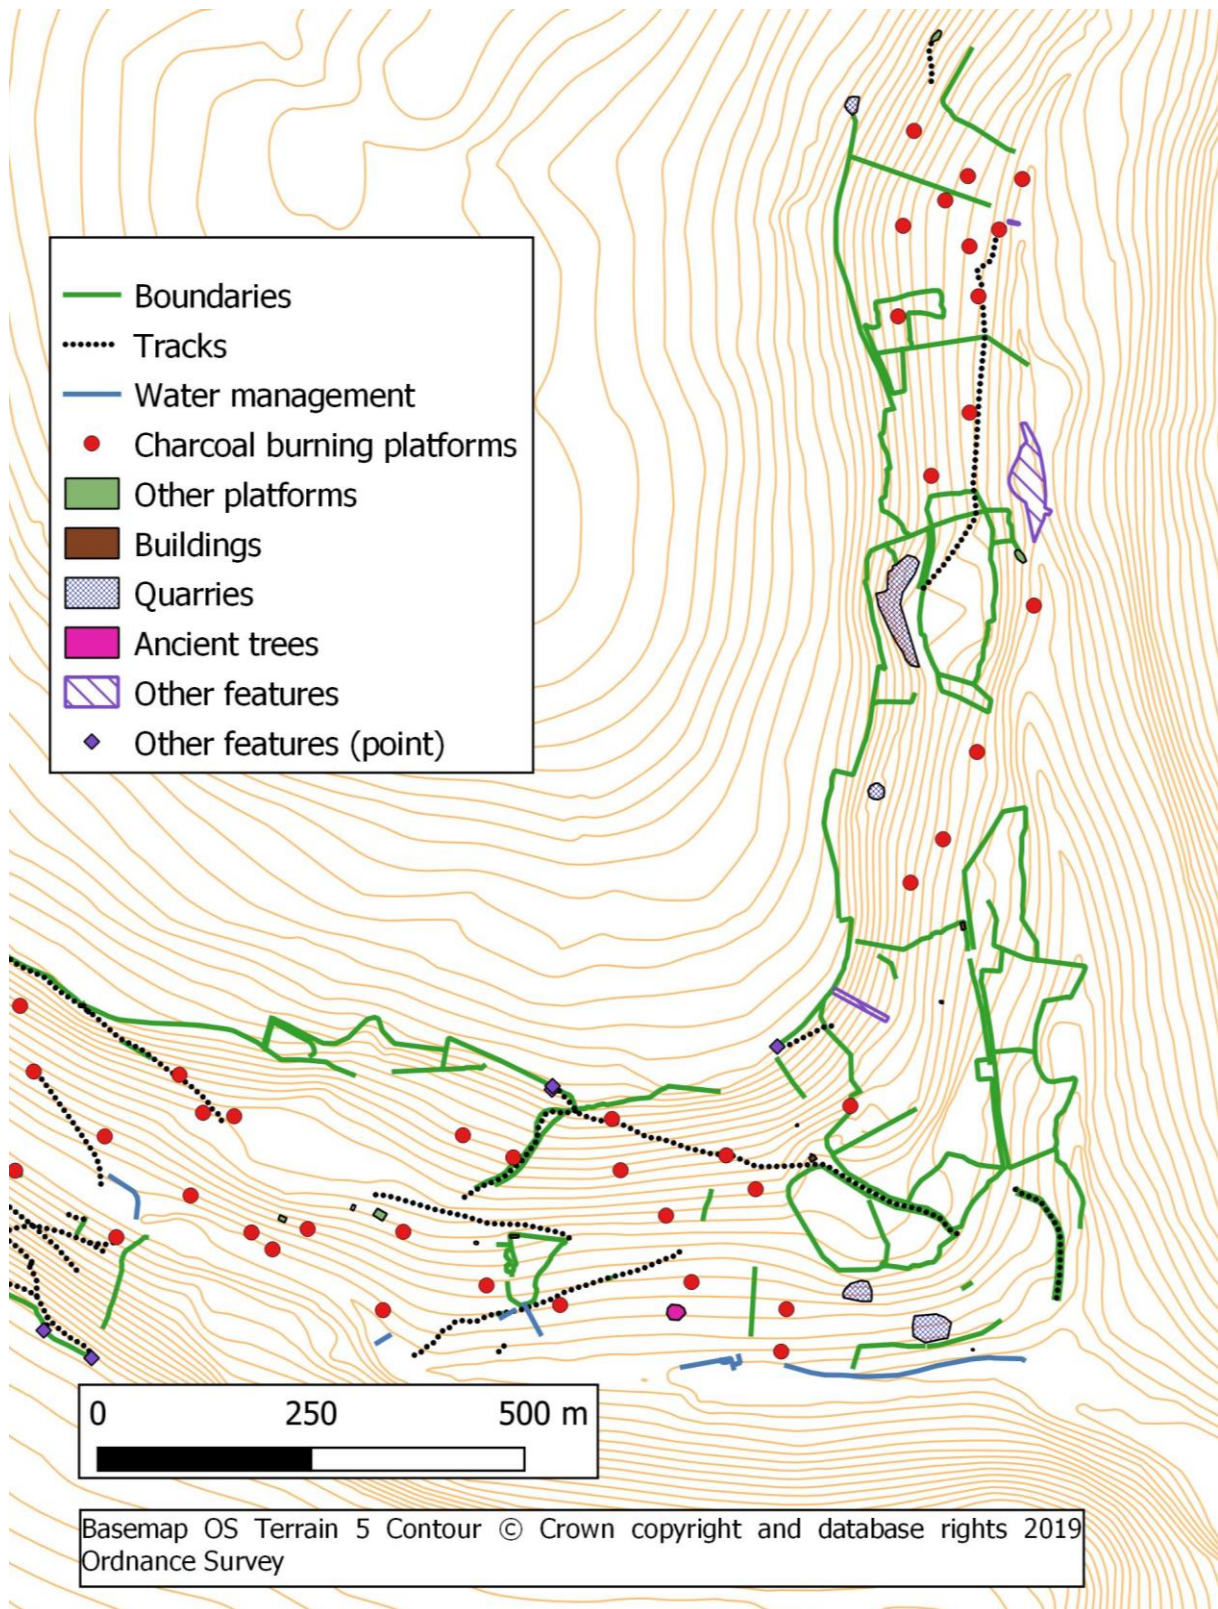 Boundaries
Tracks
Water management
Charcoal burning platforms
Other platforms
Buildings
Quarries
Ancient trees
Other features
Other features (point)
0 250 500 m
Basemap OS Terrain 5 Contour © Crown copyright and database rights 2019
Ordnance Survey